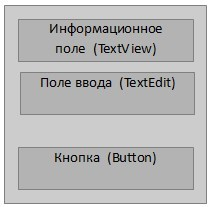 Информационное
поле (TextView)
Поле ввода (TextEdit)
Кнопка (Button)